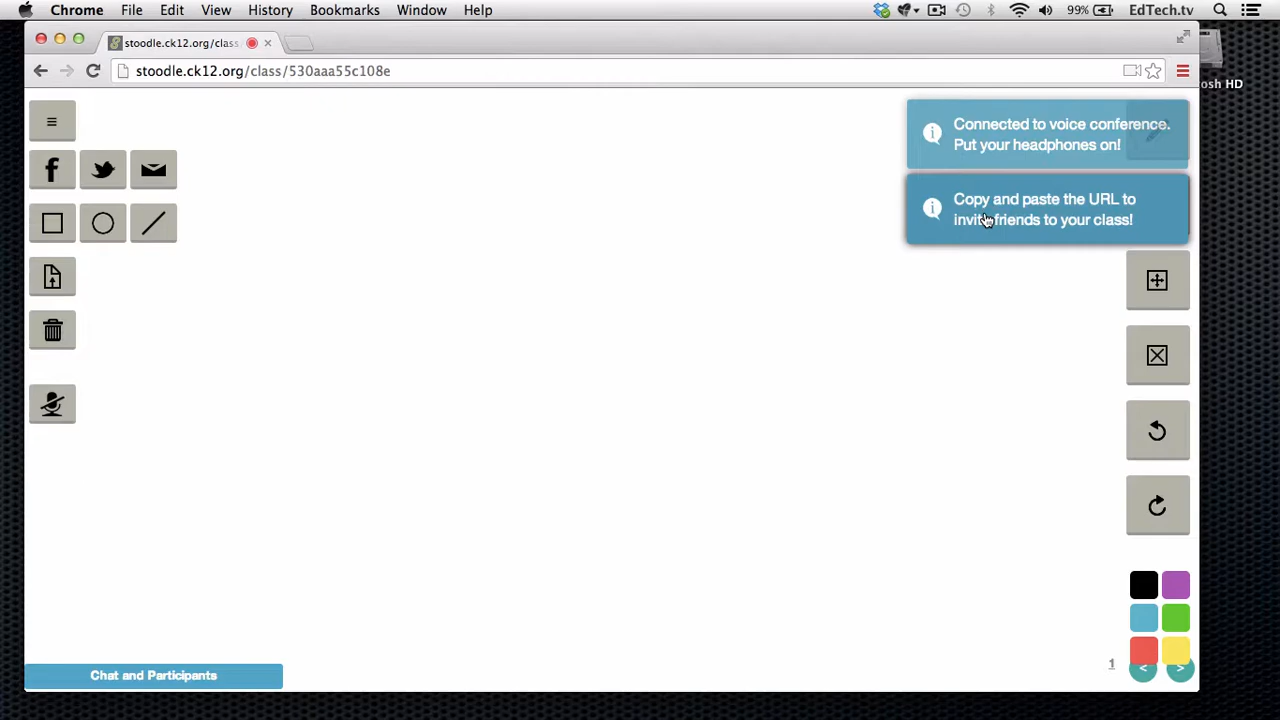 Chrome File Edit View History Bookmarks Window Help 99% EdTech.tv
stoodle.ck12.org/class
stoodle.ck12.org/class/530aaa55c108e
osh HD
Connected to voice conference.
Put your headphones on!
Copy and paste the URL to
invite friends to your class!
Chat and Participants
1
< >